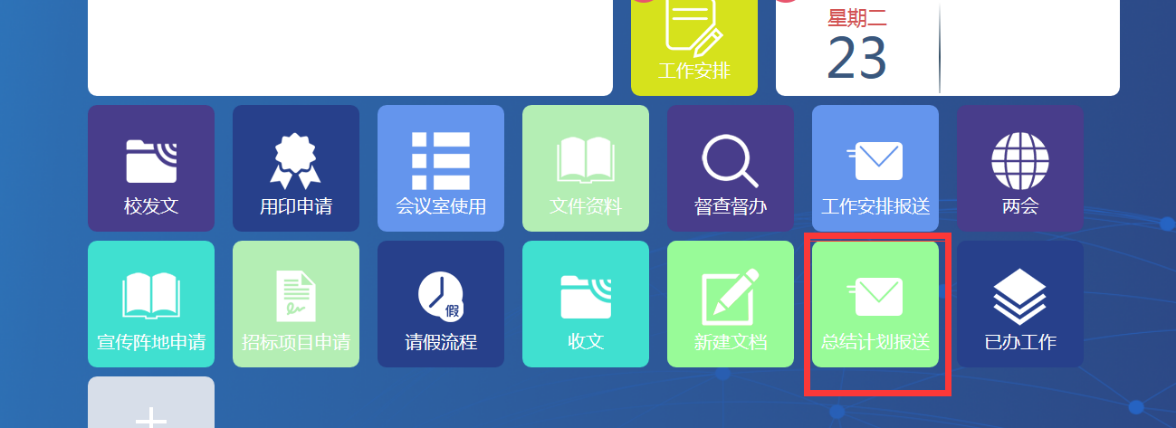 星期二
23
工作安排
校发文
用印申请
会议室使用
文件资料
督查督办
工作安排报送
两会
宣传阵地申请
招标项目申请
假
请假流程
收文
新建文档
总结计划报送
已办工作